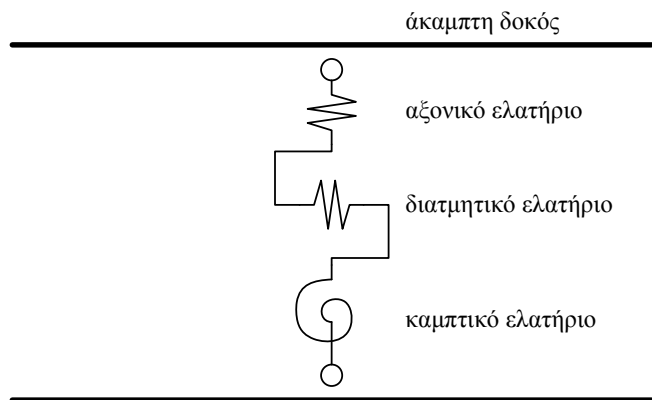 άκαμπτη δοκός
αξονικό ελατήριο
διατμητικό ελατήριο
καμπτικό ελατήριο